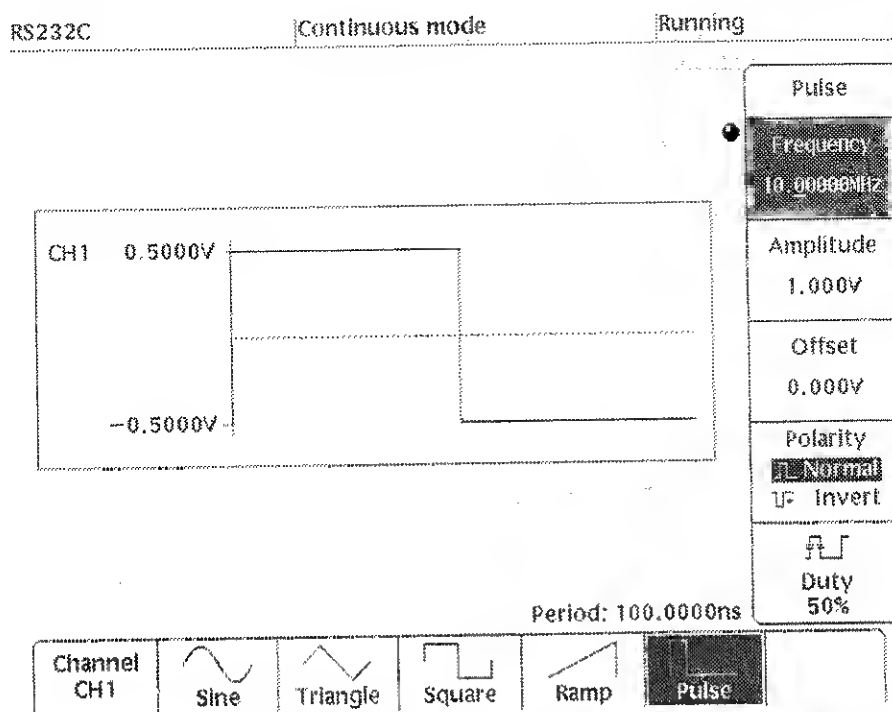 RS232C Continuous mode Running
Pulse
Frequency
10.00000MHz
CH1 0.5000V
Amplitude
1.000V
Offset
0.000V
-0.5000V
Polarity
Normal
Invert
Duty
50%
Period: 100.0000ns
Channel
CH1
Sine
Triangle
Square
Ramp
Pulse